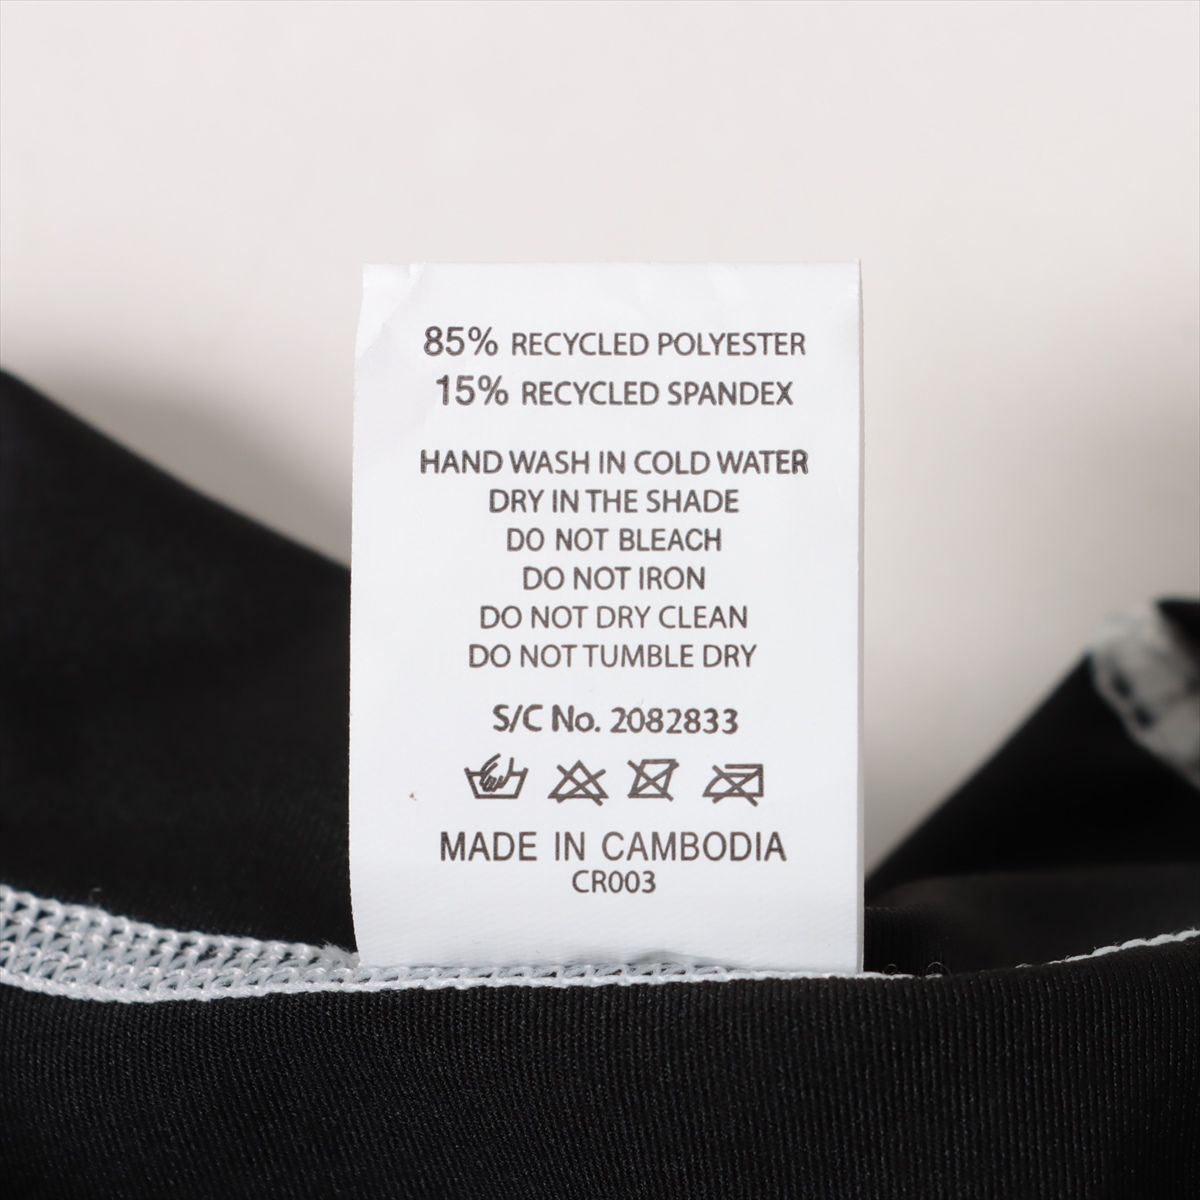 85% RECYCLED POLYESTER
15% RECYCLED SPANDEX
HAND WASH IN COLD WATER
DRY IN THE SHADE
DO NOT BLEACH
DO NOT IRON
DO NOT DRY CLEAN
DO NOT TUMBLE DRY
S/C No. 2082833
MADE IN CAMBODIA
CR003